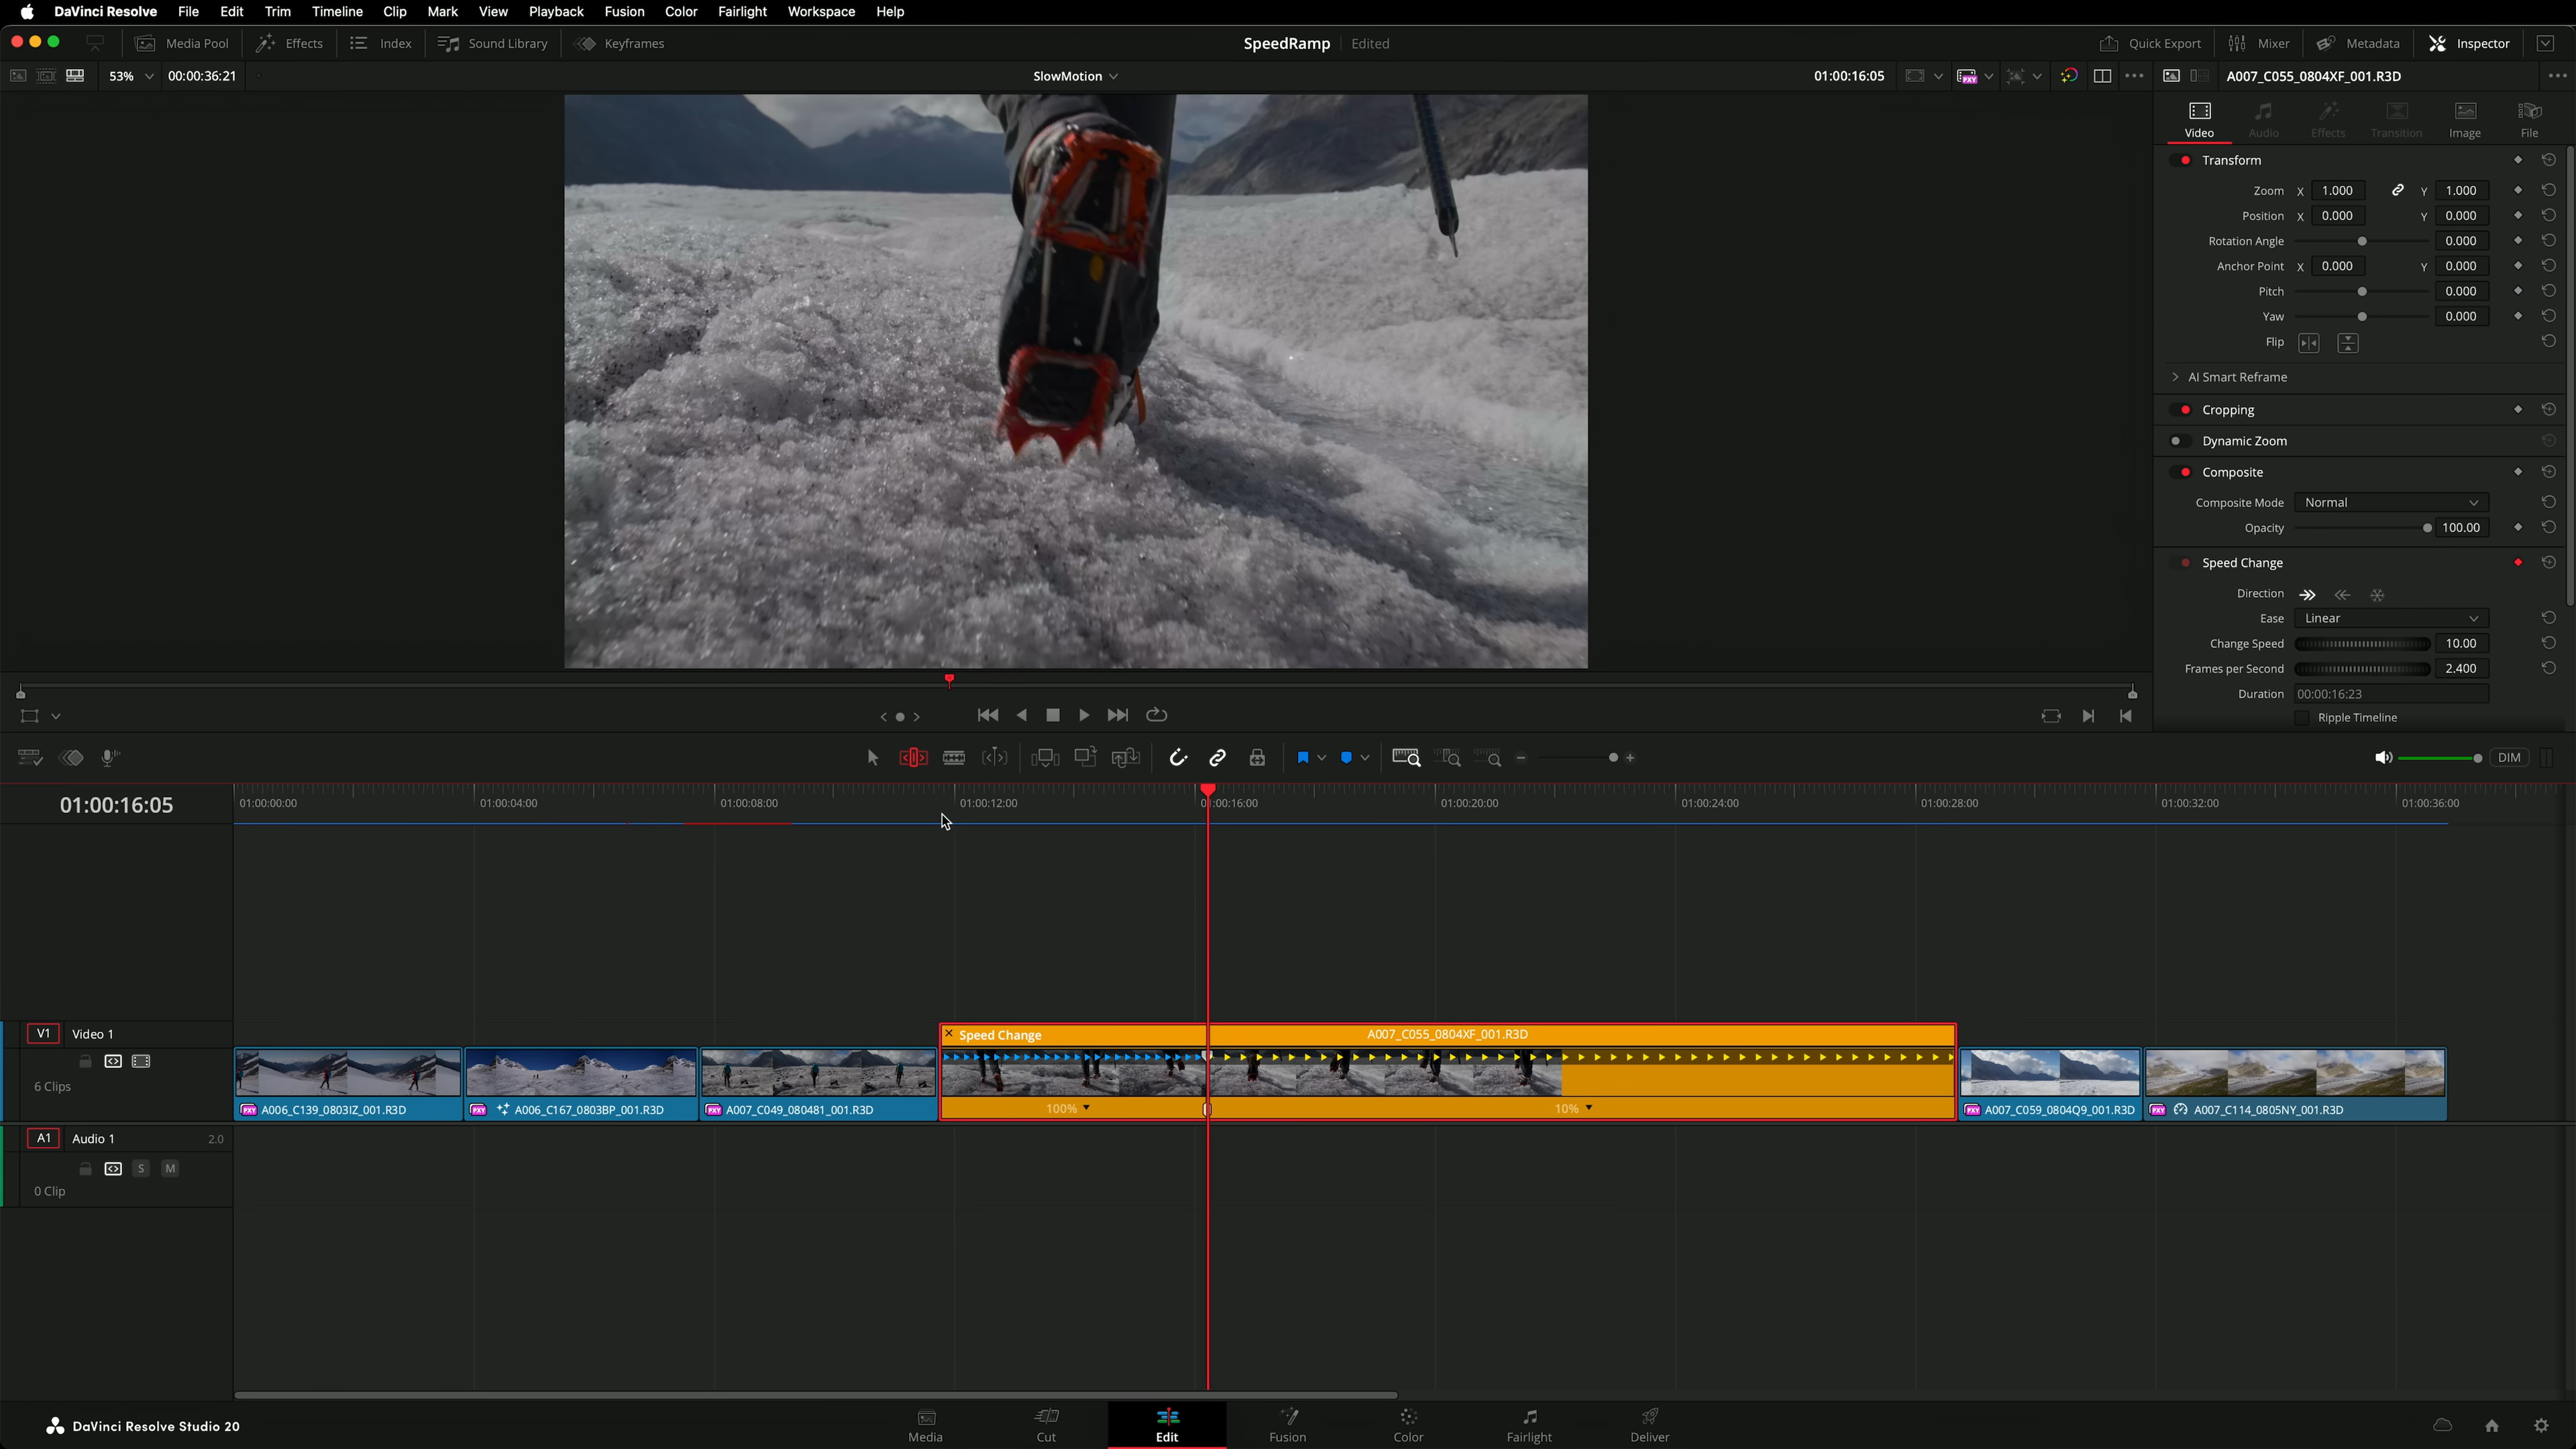 DaVinci Resolve File Edit Trim Timeline Clip Mark View Playback Fusion Color Fairlight Workspace Help
Media Pool Effects Index Sound Library Keyframes SpeedRamp Edited Quick Export Mixer Metadata Inspector
53% 00:00:36:21 SlowMotion 01:00:16:05 A007_C055_0804XF_001.R3D
Video Audio Effects Transition Image File
Transform
Zoom X 1.000 Y 1.000
Position X 0.000 Y 0.000
Rotation Angle 0.000
Anchor Point X 0.000 Y 0.000
Pitch 0.000
Yaw 0.000
Flip
AI Smart Reframe
Cropping
Dynamic Zoom
Composite
Composite Mode Normal
Opacity 100.00
Speed Change
Direction
Ease Linear
Change Speed 10.00
Frames per Second 2.400
Duration 00:00:16:23
Ripple Timeline
DIM
01:00:16:05 01:00:00:00 01:00:04:00 01:00:08:00 01:00:12:00 01:00:16:00 01:00:20:00 01:00:24:00 01:00:28:00 01:00:32:00 01:00:36:00
V1 Video 1 Speed Change A007_C055_0804XF_001.R3D
6 Clips
PXY A006_C139_0803IZ_001.R3D PXY A006_C167_0803BP_001.R3D PXY A007_C049_080481_001.R3D 100% 10% PXY A007_C059_0804Q9_001.R3D PXY A007_C114_0805NY_001.R3D
A1 Audio 1 2.0
S M
0 Clip
DaVinci Resolve Studio 20 Media Cut Edit Fusion Color Fairlight Deliver